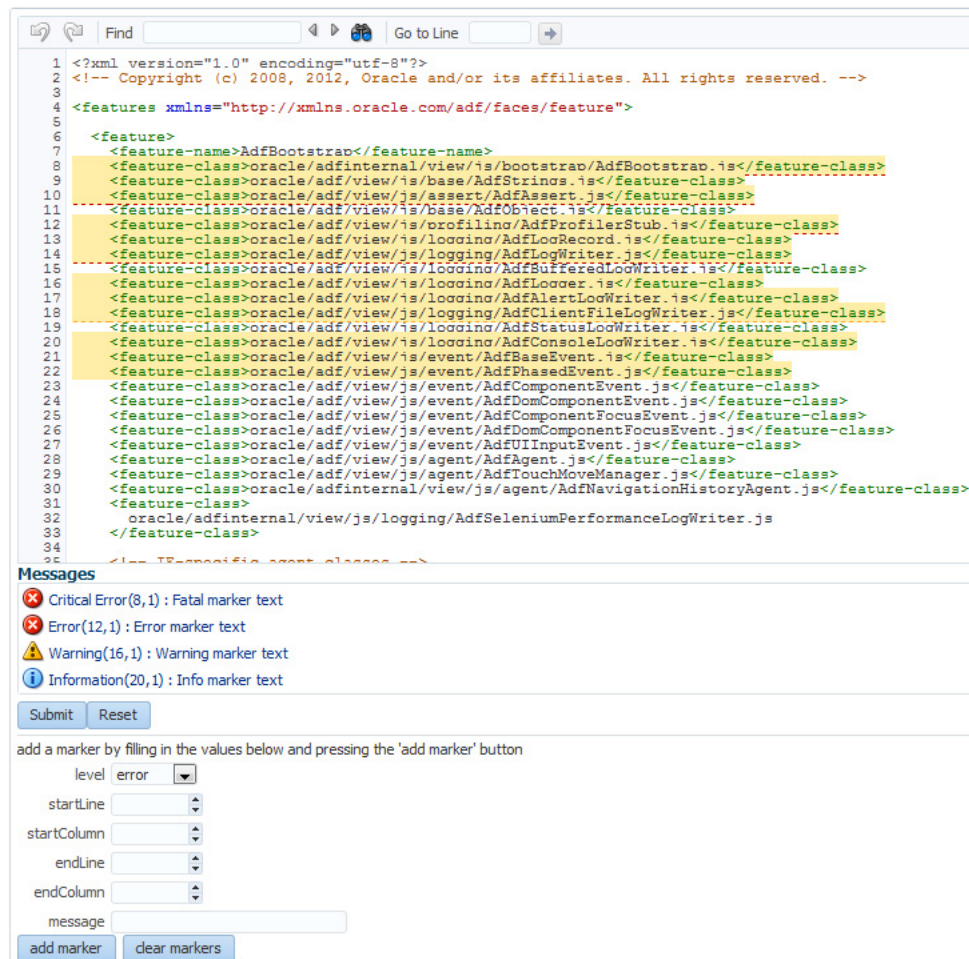 Find Go to Line
1 <?xml version="1.0" encoding="utf-8"?>
2 <!-- Copyright (c) 2008, 2012, Oracle and/or its affiliates. All rights reserved. -->
3
4 <features xmlns="http://xmlns.oracle.com/adf/faces/feature">
5
6 <feature>
7 <feature-name>AdfBootstrap</feature-name>
8 <feature-class>oracle/adfinternal/view/js/bootstrap/AdfBootstrap.js</feature-class>
9 <feature-class>oracle/adf/view/js/base/AdfStrings.js</feature-class>
10 <feature-class>oracle/adf/view/js/assert/AdfAssert.js</feature-class>
11 <feature-class>oracle/adf/view/js/base/AdfObject.js</feature-class>
12 <feature-class>oracle/adf/view/js/profiling/AdfProfilerStub.js</feature-class>
13 <feature-class>oracle/adf/view/js/logging/AdfLogRecord.js</feature-class>
14 <feature-class>oracle/adf/view/js/logging/AdfLogWriter.js</feature-class>
15 <feature-class>oracle/adf/view/js/logging/AdfBufferedLogWriter.js</feature-class>
16 <feature-class>oracle/adf/view/js/logging/AdfLogger.js</feature-class>
17 <feature-class>oracle/adf/view/js/logging/AdfAlertLogWriter.js</feature-class>
18 <feature-class>oracle/adf/view/js/logging/AdfClientFileLogWriter.js</feature-class>
19 <feature-class>oracle/adf/view/js/logging/AdfStatusLogWriter.js</feature-class>
20 <feature-class>oracle/adf/view/js/logging/AdfConsoleLogWriter.js</feature-class>
21 <feature-class>oracle/adf/view/js/event/AdfBaseEvent.js</feature-class>
22 <feature-class>oracle/adf/view/js/event/AdfPhasedEvent.js</feature-class>
23 <feature-class>oracle/adf/view/js/event/AdfComponentEvent.js</feature-class>
24 <feature-class>oracle/adf/view/js/event/AdfDomComponentEvent.js</feature-class>
25 <feature-class>oracle/adf/view/js/event/AdfComponentFocusEvent.js</feature-class>
26 <feature-class>oracle/adf/view/js/event/AdfDomComponentFocusEvent.js</feature-class>
27 <feature-class>oracle/adf/view/js/event/AdfUIInputEvent.js</feature-class>
28 <feature-class>oracle/adf/view/js/agent/AdfAgent.js</feature-class>
29 <feature-class>oracle/adf/view/js/agent/AdfTouchMoveManager.js</feature-class>
30 <feature-class>oracle/adfinternal/view/js/agent/AdfNavigationHistoryAgent.js</feature-class>
31 <feature-class>
32 oracle/adfinternal/view/js/logging/AdfSeleniumPerformanceLogWriter.js
33 </feature-class>
34
35 <!-- IE-specific agent classes -->
Messages
Critical Error(8,1) : Fatal marker text
Error(12,1) : Error marker text
Warning(16,1) : Warning marker text
Information(20,1) : Info marker text
Submit Reset
add a marker by filling in the values below and pressing the 'add marker' button
level error
startLine
startColumn
endLine
endColumn
message
add marker clear markers